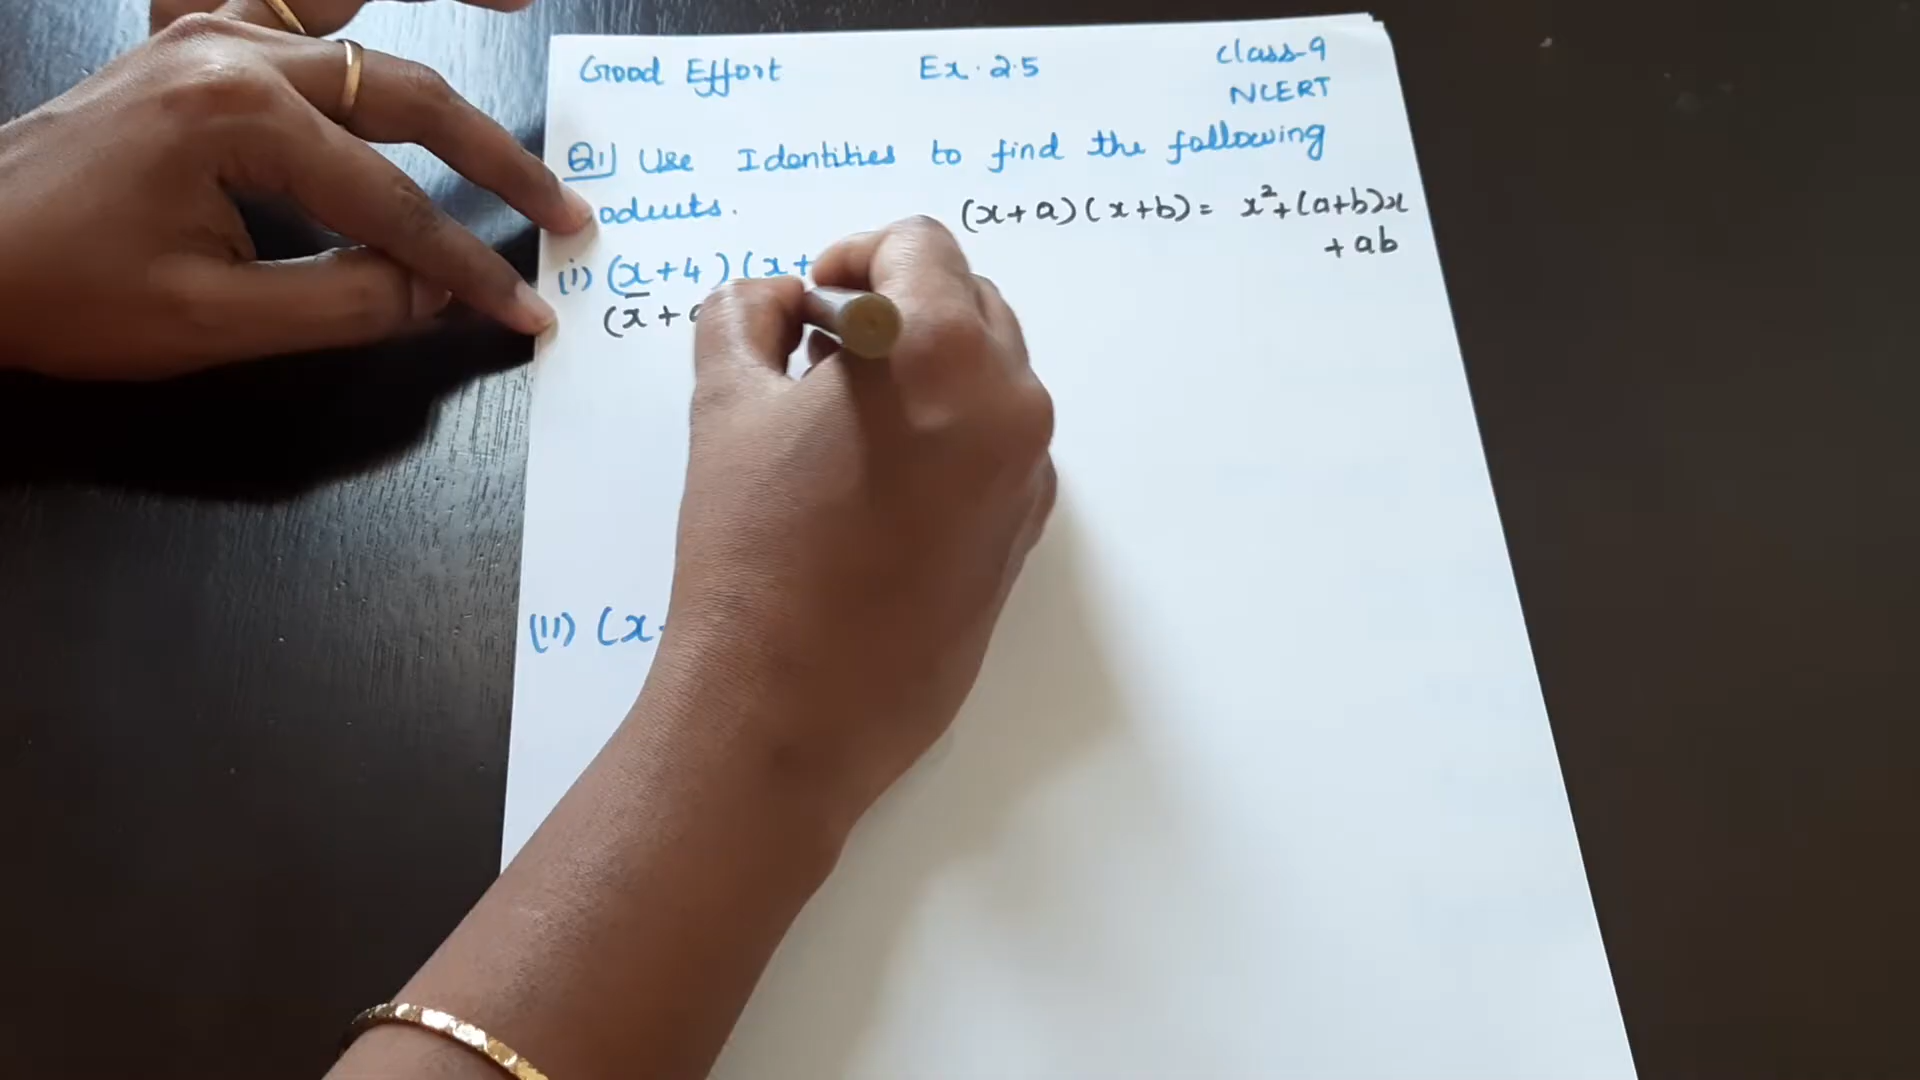 Good Effort Ex. 2.5 Class-9
NCERT
Q1) Use Identities to find the following
oducts.
(x+a)(x+b) = x²+(a+b)x
+ab
(i) (x+4)(x+
(x+
(ii) (x